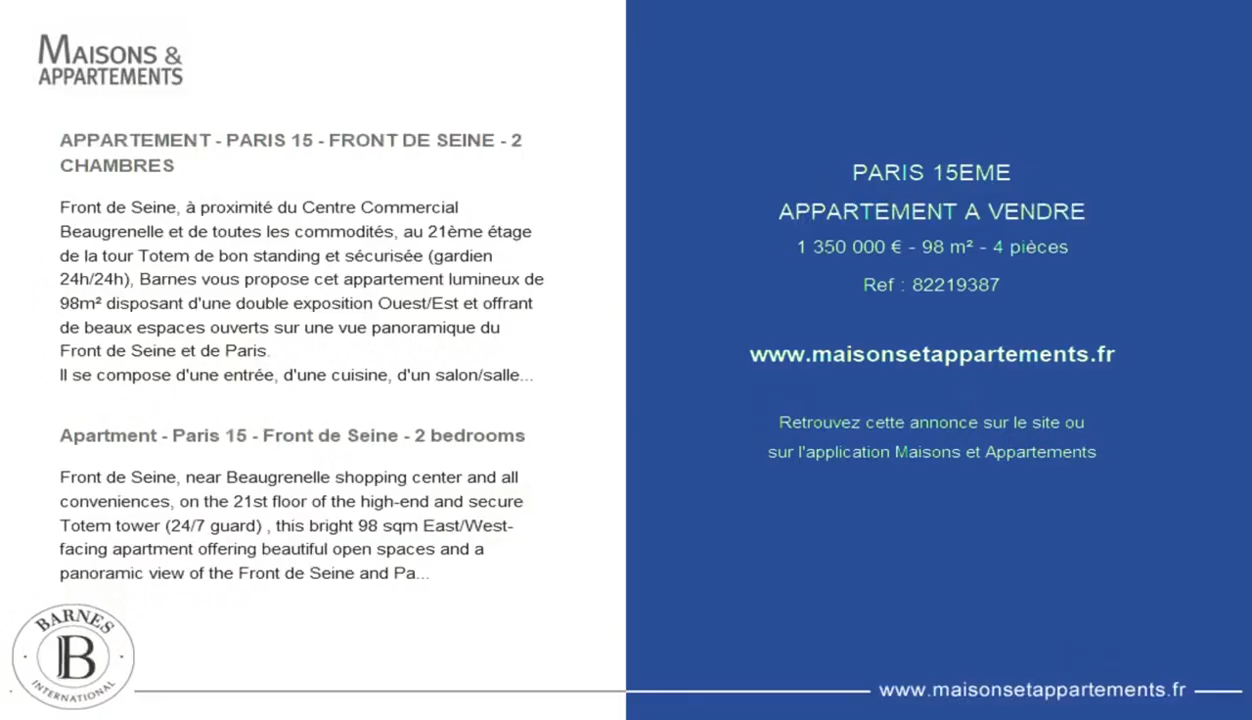 MAISONS &
APPARTEMENTS
APPARTEMENT - PARIS 15 - FRONT DE SEINE - 2
CHAMBRES
Front de Seine, à proximité du Centre Commercial
Beaugrenelle et de toutes les commodités, au 21ème étage
de la tour Totem de bon standing et sécurisée (gardien
24h/24h), Barnes vous propose cet appartement lumineux de
98m² disposant d'une double exposition Ouest/Est et offrant
de beaux espaces ouverts sur une vue panoramique du
Front de Seine et de Paris.
Il se compose d'une entrée, d'une cuisine, d'un salon/salle...
Apartment - Paris 15 - Front de Seine - 2 bedrooms
Front de Seine, near Beaugrenelle shopping center and all
conveniences, on the 21st floor of the high-end and secure
Totem tower (24/7 guard) , this bright 98 sqm East/West-
facing apartment offering beautiful open spaces and a
panoramic view of the Front de Seine and Pa...
BARNES
B
INTERNATIONAL
PARIS 15EME
APPARTEMENT A VENDRE
1 350 000 € - 98 m² - 4 pièces
Ref : 82219387
www.maisonsetappartements.fr
Retrouvez cette annonce sur le site ou
sur l'application Maisons et Appartements
www.maisonsetappartements.fr